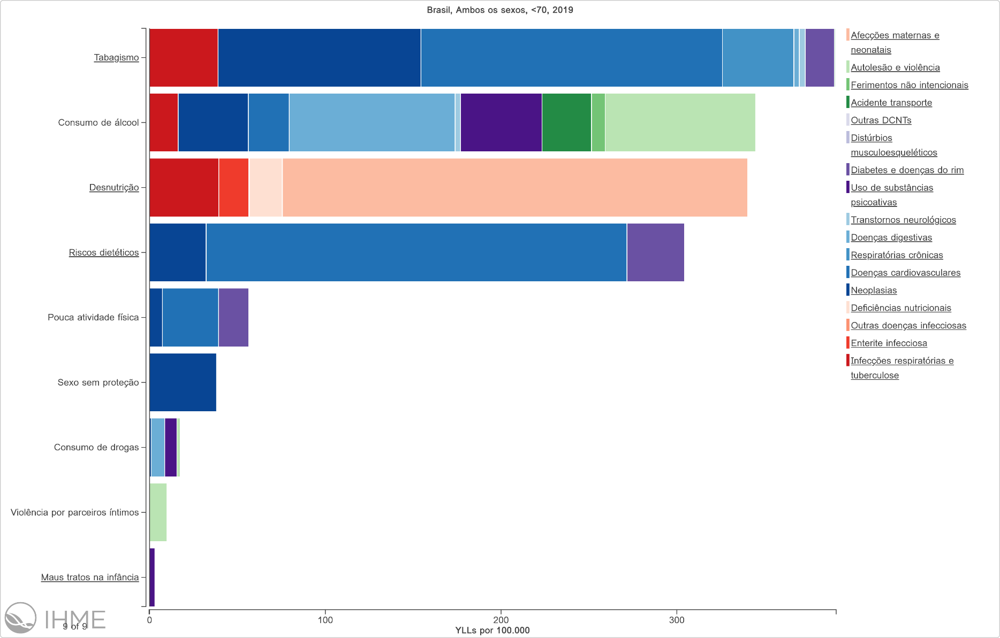 Brasil, Ambos os sexos, <70, 2019
Tabagismo
Consumo de álcool
Desnutrição
Riscos dietéticos
Pouca atividade física
Sexo sem proteção
Consumo de drogas
Violência por parceiros íntimos
Maus tratos na infância
0
100
200
300
YLLs por 100.000
IHME
9 of 9
Afecções maternas e
neonatais
Autolesão e violência
Ferimentos não intencionais
Acidente transporte
Outras DCNTs
Distúrbios
musculoesqueléticos
Diabetes e doenças do rim
Uso de substâncias
psicoativas
Transtornos neurológicos
Doenças digestivas
Respiratórias crônicas
Doenças cardiovasculares
Neoplasias
Deficiências nutricionais
Outras doenças infecciosas
Enterite infecciosa
Infecções respiratórias e
tuberculose